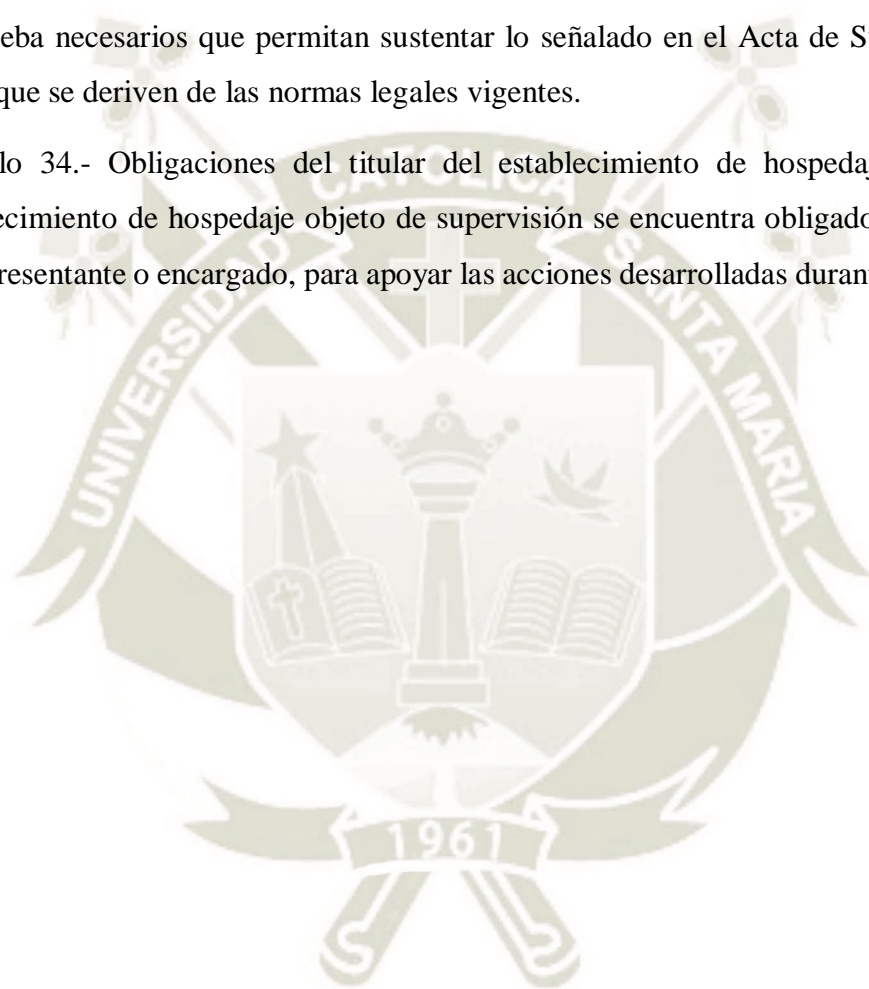 eba necesarios que permitan sustentar lo señalado en el Acta de S
que se deriven de las normas legales vigentes.
lo 34.- Obligaciones del titular del establecimiento de hospedaj
ecimiento de hospedaje objeto de supervisión se encuentra obligado
resentante o encargado, para apoyar las acciones desarrolladas duran
UNIVERSIDAD CATOLICA SANTA MARIA
1961